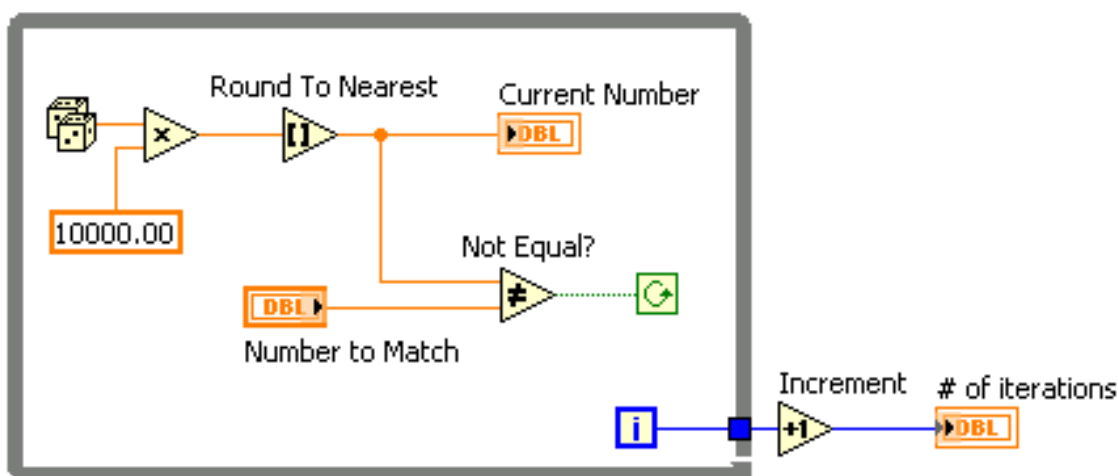 Round To Nearest
Current Number
x
[]
DBL
10000.00
Not Equal?
≠
DBL
Number to Match
Increment
# of iterations
i
+1
DBL